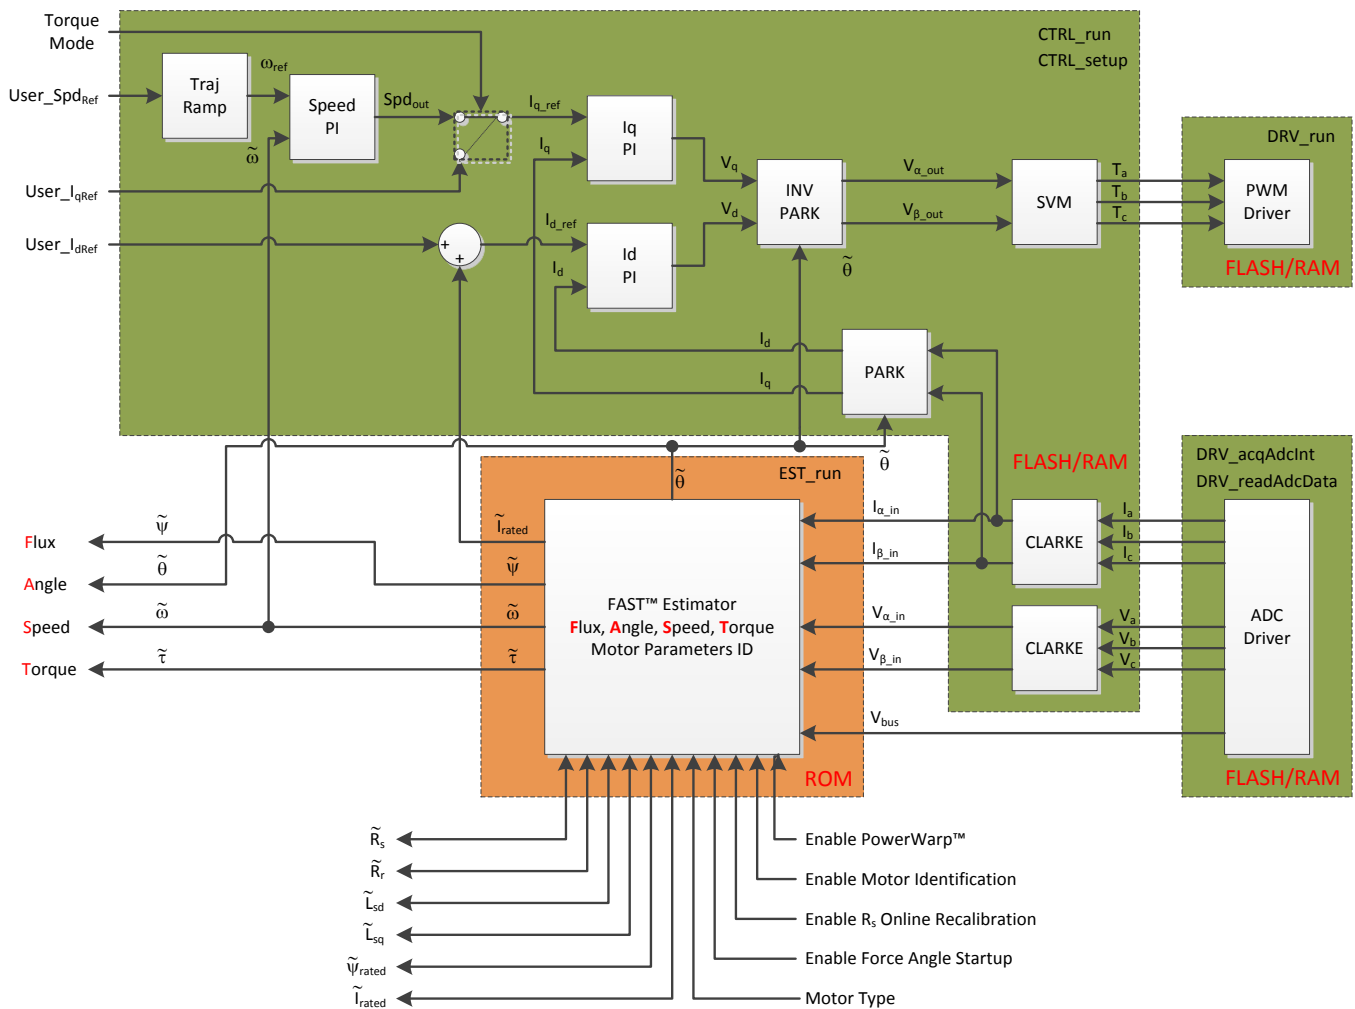 Torque
Mode
CTRL_run
CTRL_setup
User_SpdRef
Traj
Ramp
ωref
Speed
PI
Spdout
ω̃
Iq_ref
Iq
Iq
PI
Vq
User_IqRef
User_IdRef
+
+
Id_ref
Id
Id
PI
Vd
INV
PARK
θ̃
Vα_out
Vβ_out
SVM
Ta
Tb
Tc
DRV_run
PWM
Driver
FLASH/RAM
Id
Iq
PARK
θ̃
FLASH/RAM
θ̃
EST_run
DRV_acqAdcInt
DRV_readAdcData
Flux
ψ̃
Angle
θ̃
Speed
ω̃
Torque
τ̃
Ĩrated
ψ̃
ω̃
τ̃
FAST™ Estimator
Flux, Angle, Speed, Torque
Motor Parameters ID
ROM
Iα_in
Iβ_in
Vα_in
Vβ_in
Vbus
CLARKE
CLARKE
Ia
Ib
Ic
Va
Vb
Vc
ADC
Driver
FLASH/RAM
R̃s
R̃r
L̃sd
L̃sq
ψ̃rated
Ĩrated
Enable PowerWarp™
Enable Motor Identification
Enable Rs Online Recalibration
Enable Force Angle Startup
Motor Type